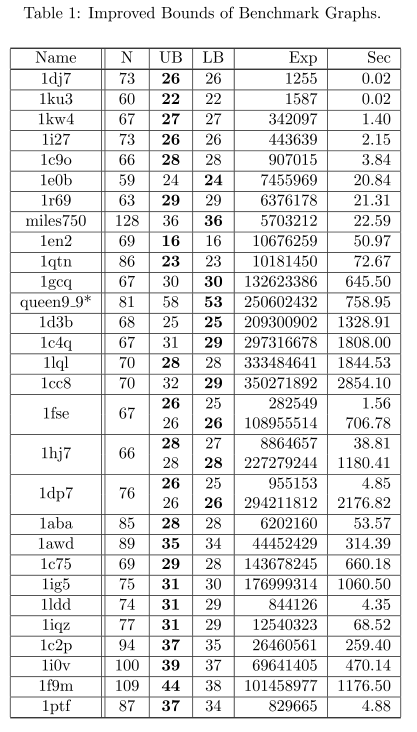 Table 1: Improved Bounds of Benchmark Graphs.
Name N UB LB Exp Sec
1dj7 73 26 26 1255 0.02
1ku3 60 22 22 1587 0.02
1kw4 67 27 27 342097 1.40
1i27 73 26 26 443639 2.15
1c9o 66 28 28 907015 3.84
1e0b 59 24 24 7455969 20.84
1r69 63 29 29 6376178 21.31
miles750 128 36 36 5703212 22.59
1en2 69 16 16 10676259 50.97
1qtn 86 23 23 10181450 72.67
1gcq 67 30 30 132623386 645.50
queen9_9* 81 58 53 250602432 758.95
1d3b 68 25 25 209300902 1328.91
1c4q 67 31 29 297316678 1808.00
1lql 70 28 28 333484641 1844.53
1cc8 70 32 29 350271892 2854.10
1fse 67 26 25 282549 1.56
26 26 108955514 706.78
1hj7 66 28 27 8864657 38.81
28 28 227279244 1180.41
1dp7 76 26 25 955153 4.85
26 26 294211812 2176.82
1aba 85 28 28 6202160 53.57
1awd 89 35 34 44452429 314.39
1c75 69 29 28 143678245 660.18
1ig5 75 31 30 176999314 1060.50
1ldd 74 31 29 844126 4.35
1iqz 77 31 29 12540323 68.52
1c2p 94 37 35 26460561 259.40
1i0v 100 39 37 69641405 470.14
1f9m 109 44 38 101458977 1176.50
1ptf 87 37 34 829665 4.88